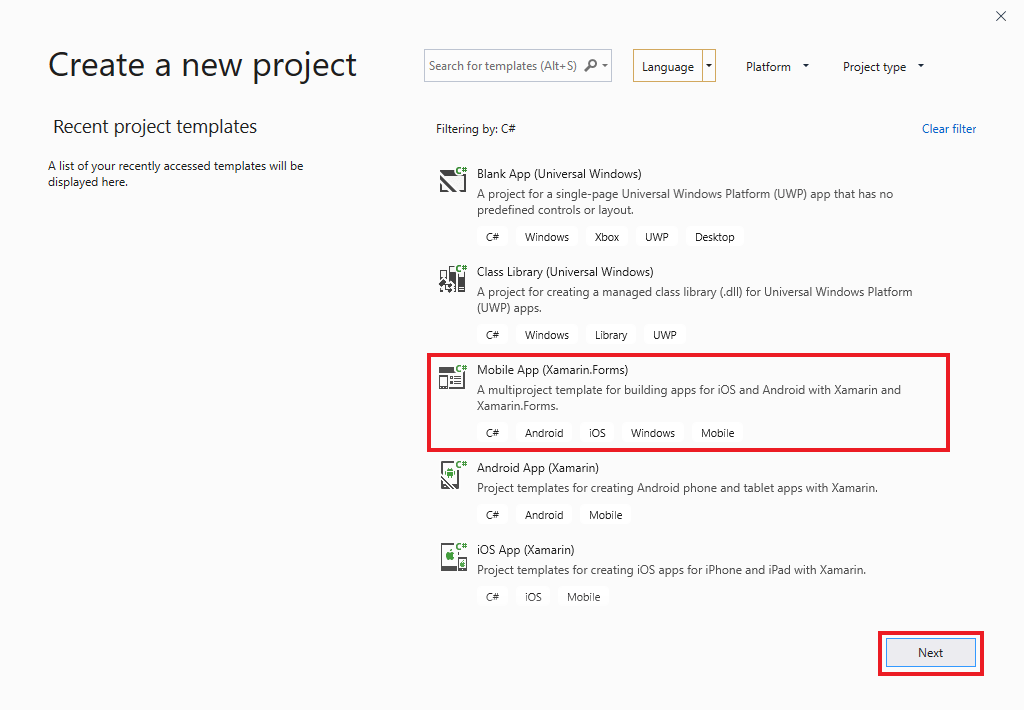 Create a new project
Search for templates (Alt+S)
Language
Platform
Project type
Recent project templates
A list of your recently accessed templates will be
displayed here.
Filtering by: C#
Clear filter
C#
Blank App (Universal Windows)
A project for a single-page Universal Windows Platform (UWP) app that has no
predefined controls or layout.
C# Windows Xbox UWP Desktop
C#
Class Library (Universal Windows)
A project for creating a managed class library (.dll) for Universal Windows Platform
(UWP) apps.
C# Windows Library UWP
C#
Mobile App (Xamarin.Forms)
A multiproject template for building apps for iOS and Android with Xamarin and
Xamarin.Forms.
C# Android iOS Windows Mobile
C#
Android App (Xamarin)
Project templates for creating Android phone and tablet apps with Xamarin.
C# Android Mobile
C#
iOS App (Xamarin)
Project templates for creating iOS apps for iPhone and iPad with Xamarin.
C# iOS Mobile
Next